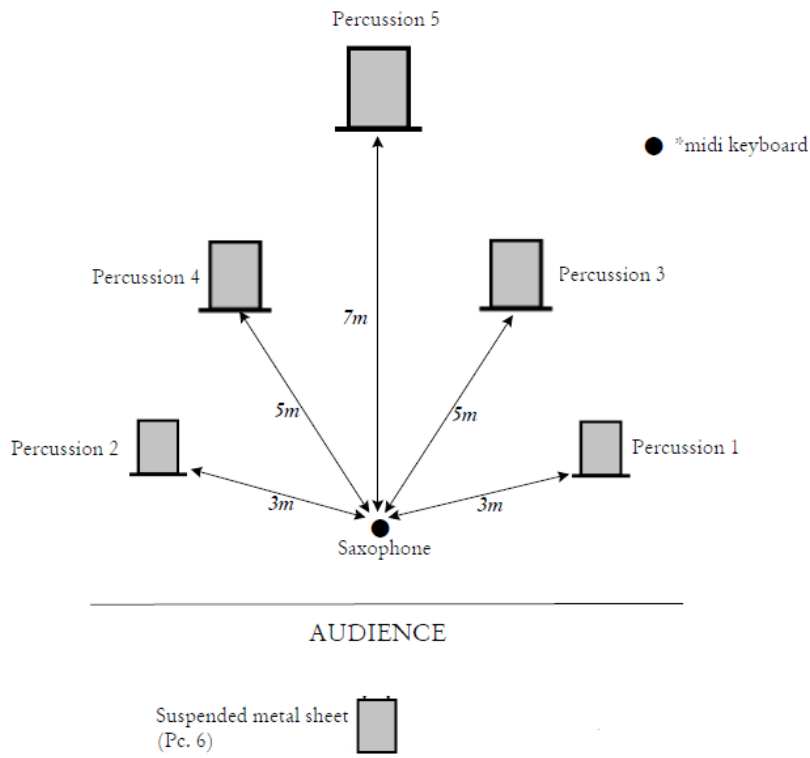 Percussion 5
*midi keyboard
Percussion 4
Percussion 3
7m
5m
5m
Percussion 2
Percussion 1
3m
3m
Saxophone
AUDIENCE
Suspended metal sheet
(Pc. 6)